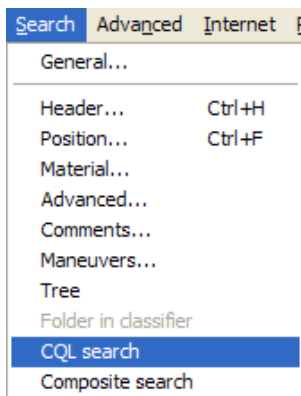 Search Advanced Internet
General...
Header... Ctrl+H
Position... Ctrl+F
Material...
Advanced...
Comments...
Maneuvers...
Tree
Folder in classifier
CQL search
Composite search